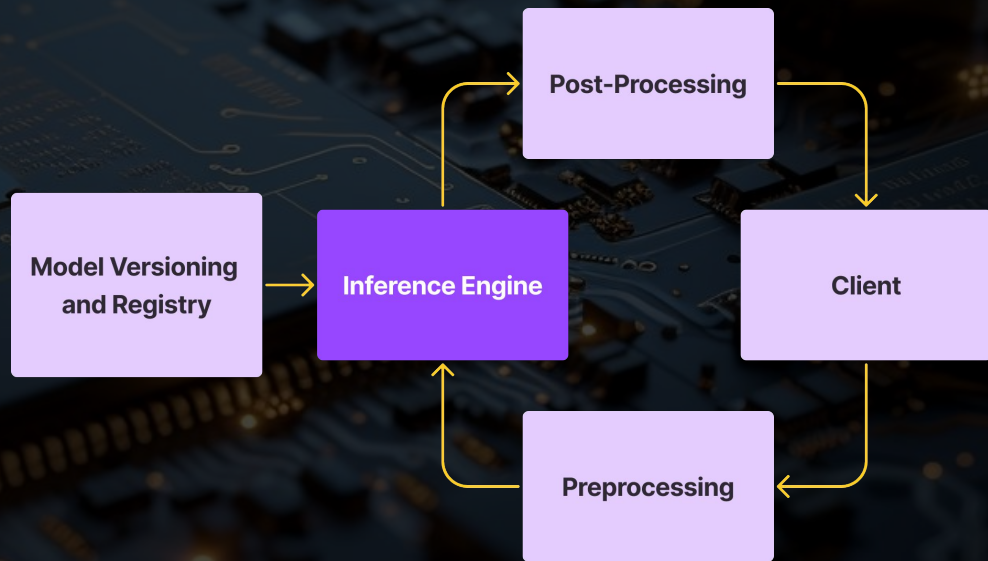 Post-Processing
Model Versioning
and Registry
Inference Engine
Client
Preprocessing